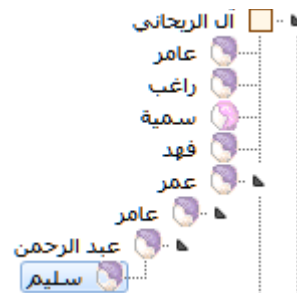 آل الريحاني
عامر
راغب
سمية
فهد
عمر
عامر
عبد الرحمن
سليم